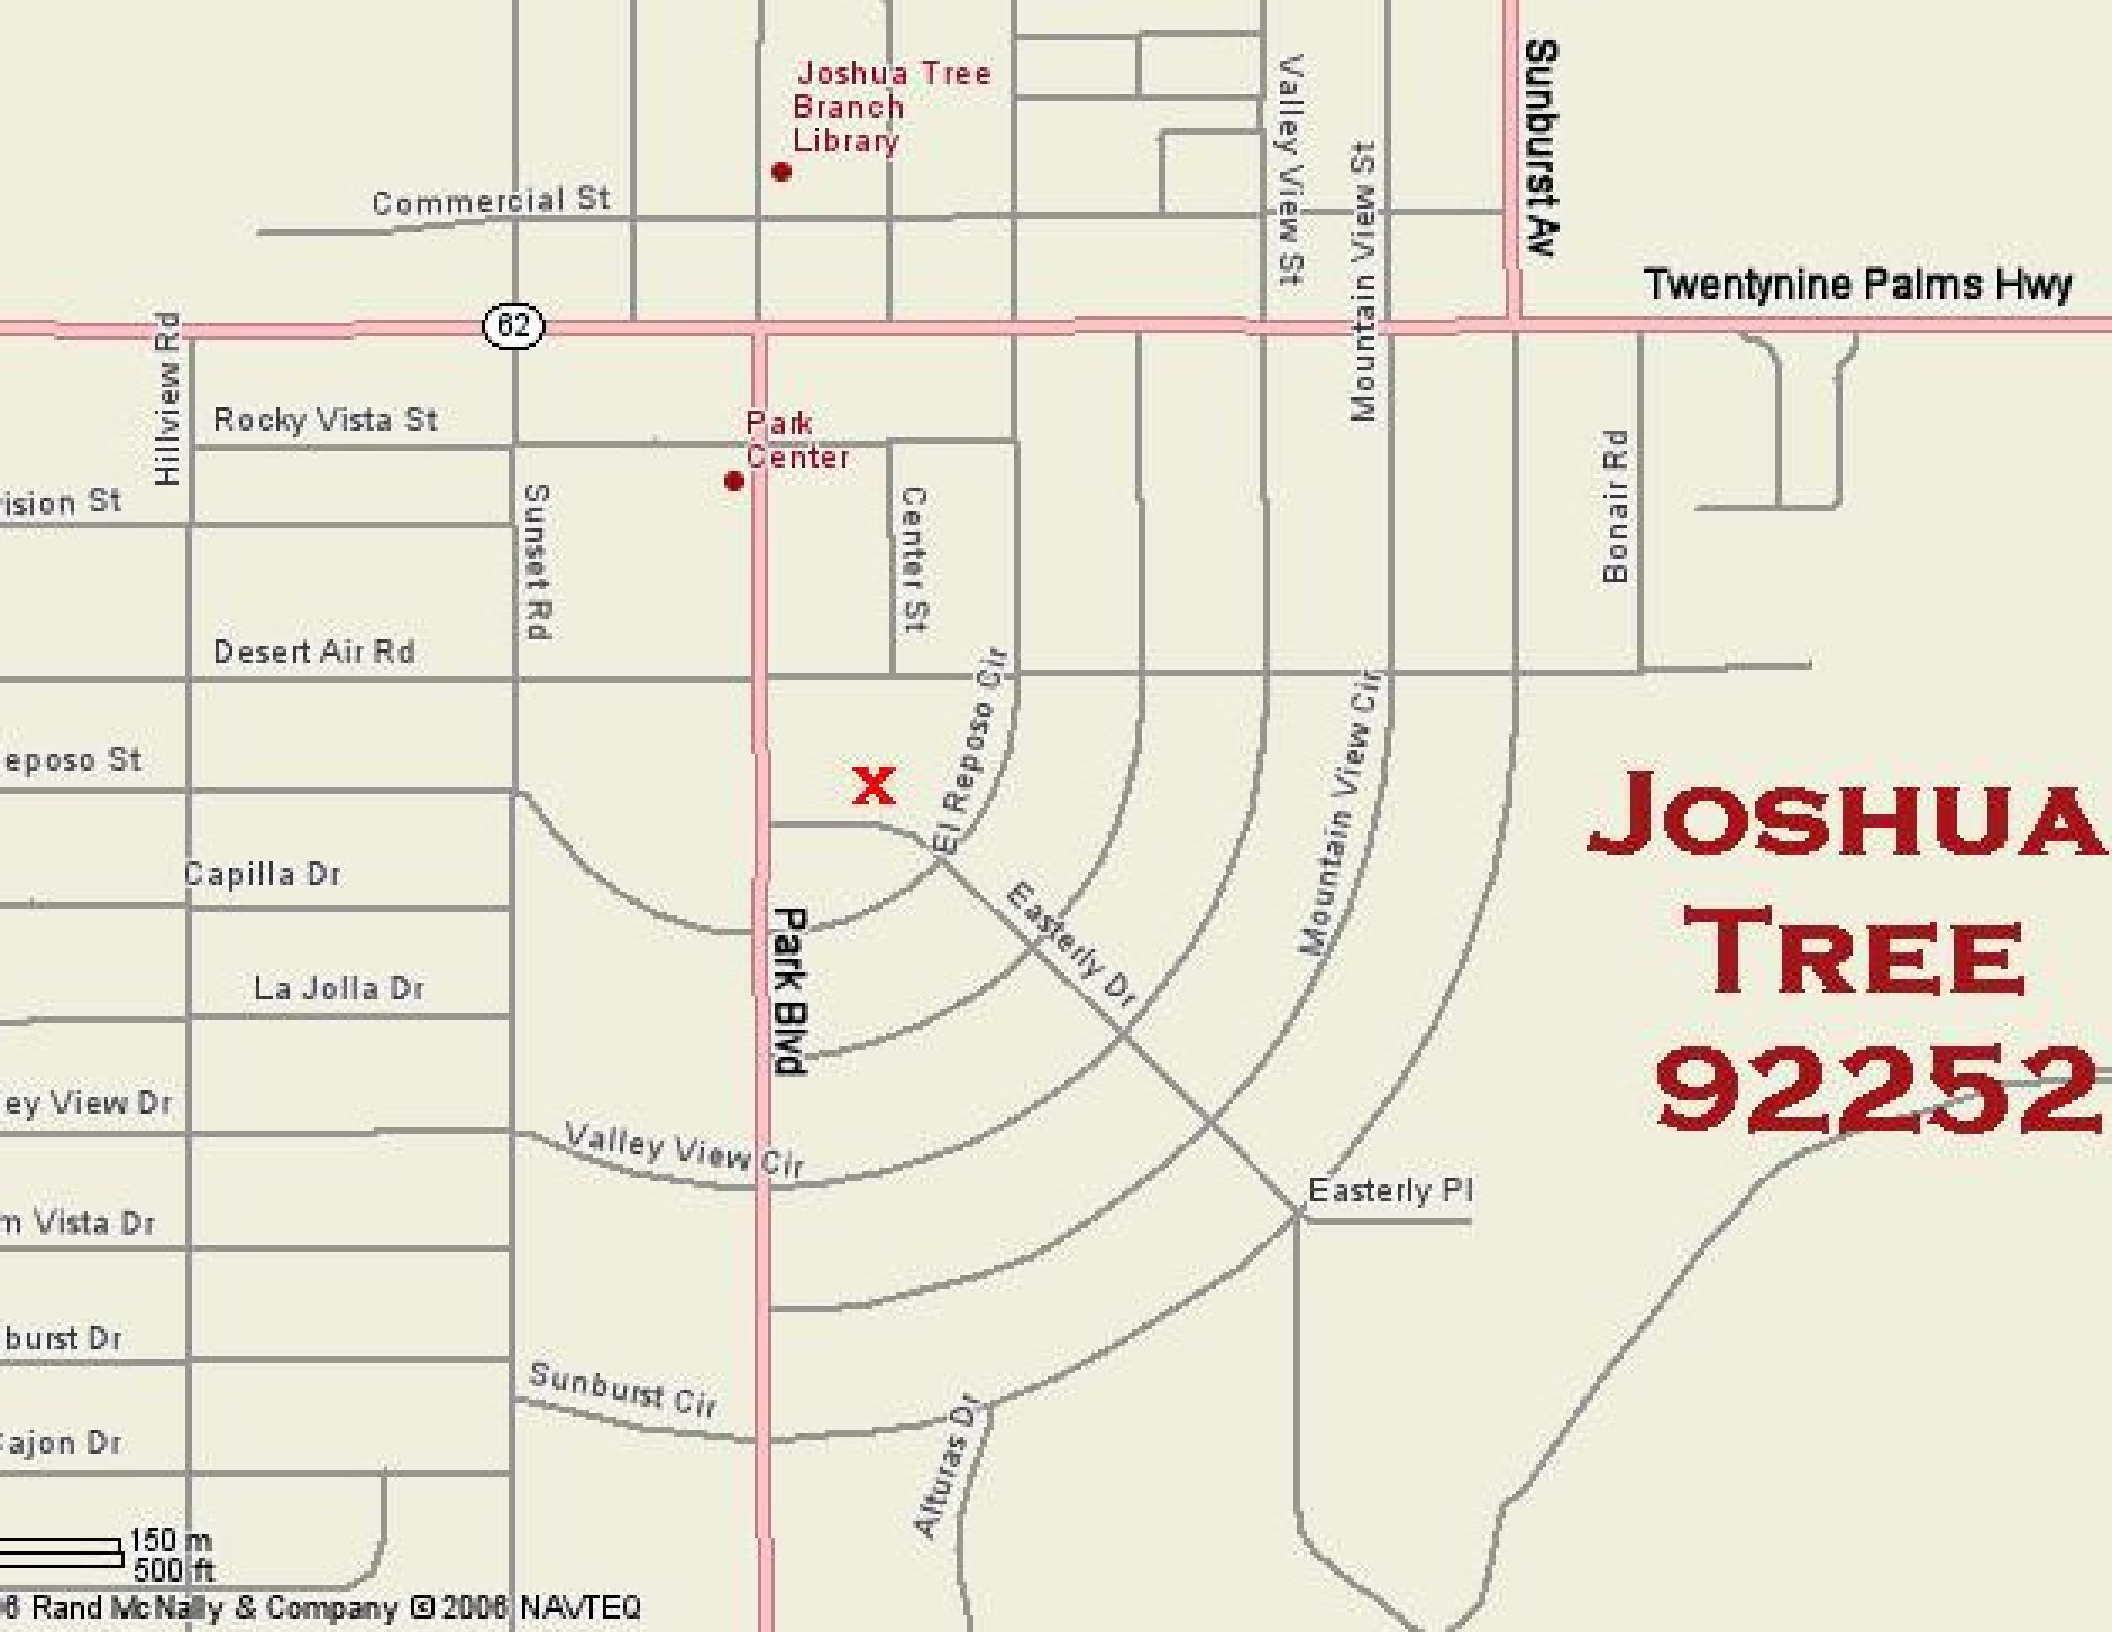 Joshua Tree
Branch
Library
Commercial St
Valley View St
Mountain View St
Sunburst Av
Twentynine Palms Hwy
62
Hillview Rd
Rocky Vista St
Park
Center
ision St
Sunset Rd
Center St
Bonair Rd
Desert Air Rd
El Reposo Cir
Mountain View Cir
eposo St
X
JOSHUA
TREE
92252
Capilla Dr
Easterly Dr
Park Blvd
La Jolla Dr
ey View Dr
Valley View Cir
Easterly Pl
m Vista Dr
burst Dr
Sunburst Cir
Alturas Dr
ajon Dr
150 m
500 ft
6 Rand McNally & Company © 2006 NAVTEQ